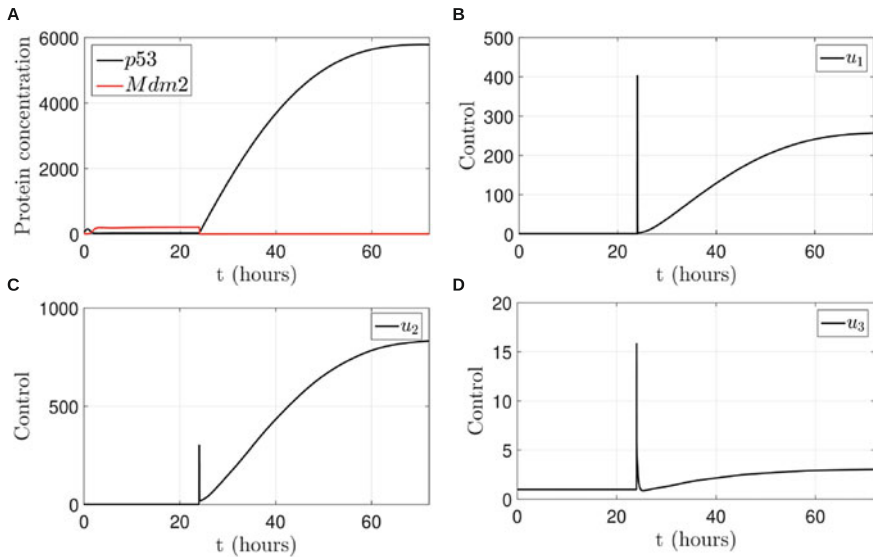 A
Protein concentration
6000
4000
2000
0
p53
Mdm2
0
20
40
60
t (hours)
B
Control
500
400
300
200
100
0
u₁
0
20
40
60
t (hours)
C
Control
1000
500
0
u₂
0
20
40
60
t (hours)
D
Control
20
15
10
5
0
u₃
0
20
40
60
t (hours)